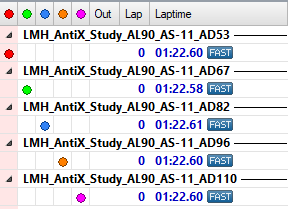 Out Lap Laptime
LMH_AntiX_Study_AL90_AS-11_AD53
0 01:22.60 FAST
LMH_AntiX_Study_AL90_AS-11_AD67
0 01:22.58 FAST
LMH_AntiX_Study_AL90_AS-11_AD82
0 01:22.61 FAST
LMH_AntiX_Study_AL90_AS-11_AD96
0 01:22.60 FAST
LMH_AntiX_Study_AL90_AS-11_AD110
0 01:22.60 FAST